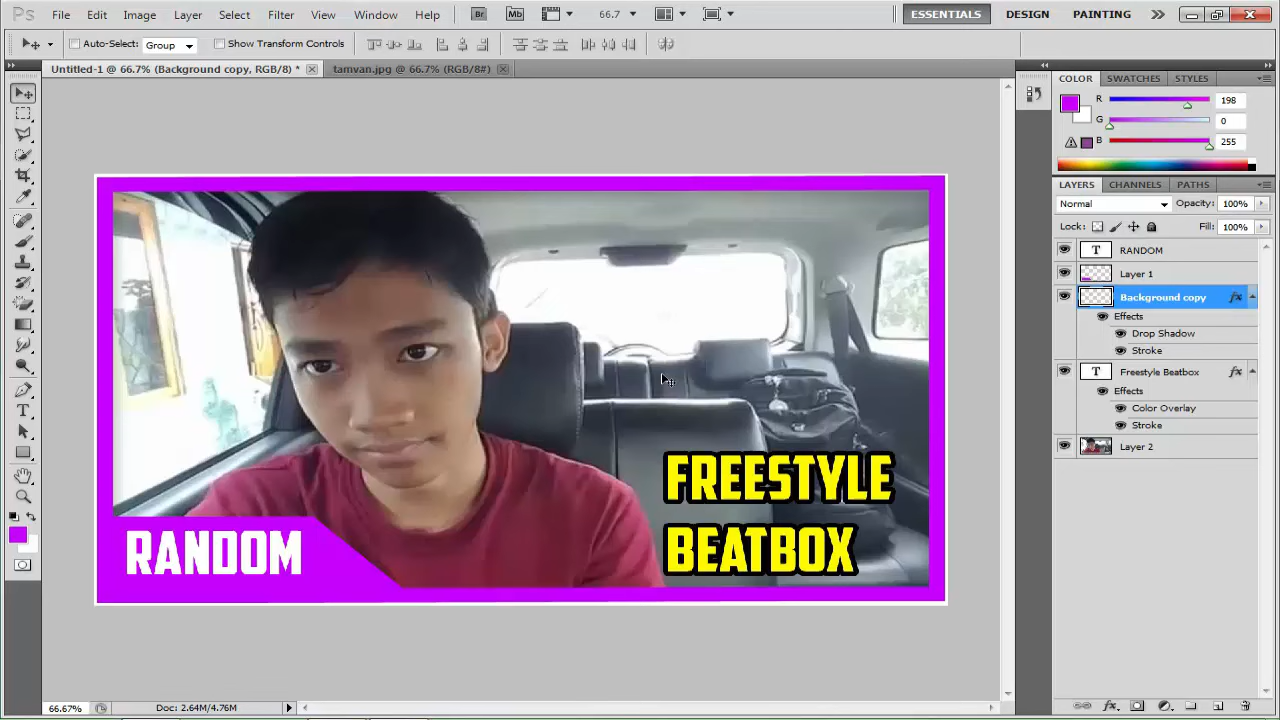 Ps File Edit Image Layer Select Filter View Window Help Br Mb 66.7 ESSENTIALS DESIGN PAINTING
Auto-Select: Group Show Transform Controls
Untitled-1 @ 66.7% (Background copy, RGB/8) * tamvan.jpg @ 66.7% (RGB/8#)
COLOR SWATCHES STYLES
R 198
G 0
B 255
LAYERS CHANNELS PATHS
Normal Opacity: 100%
Lock: Fill: 100%
T RANDOM
Layer 1
Background copy fx
Effects
Drop Shadow
Stroke
T Freestyle Beatbox fx
Effects
Color Overlay
Stroke
Layer 2
FREESTYLE
BEATBOX
RANDOM
66.67% Doc: 2.64M/4.76M